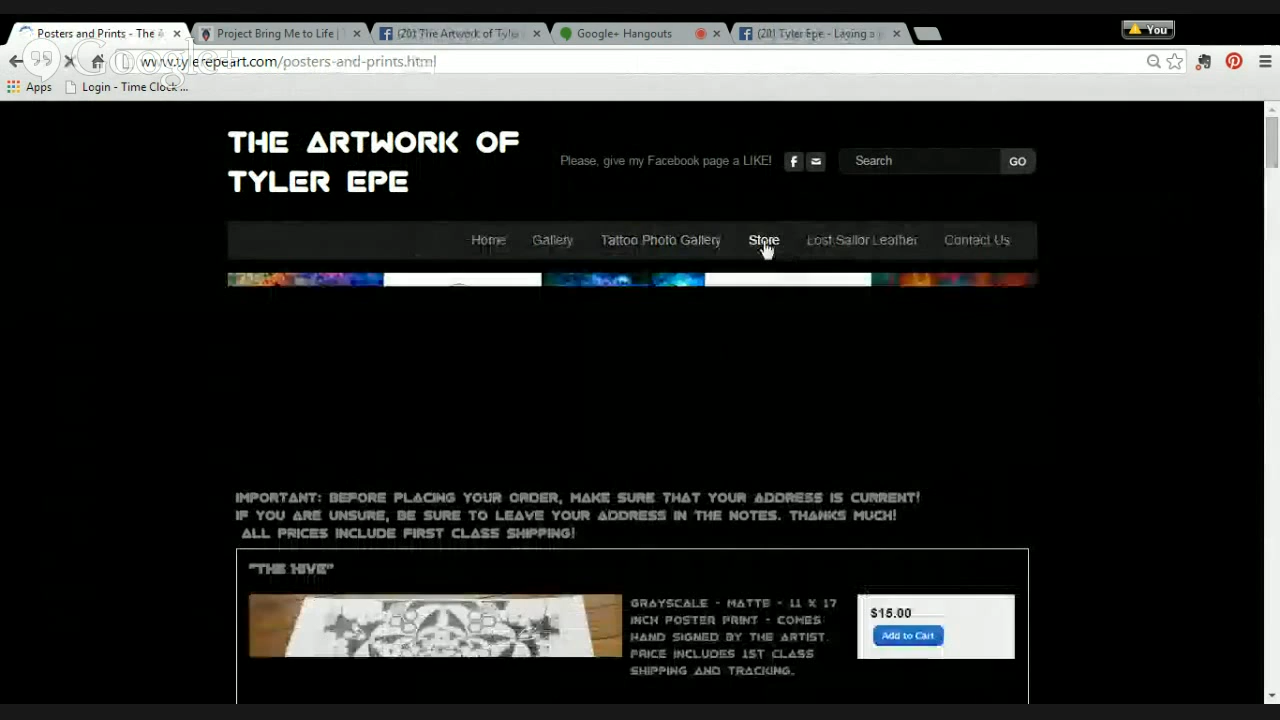 Posters and Prints - The A
Project Bring Me to Life |
(20) The Artwork of Tyler
Google+ Hangouts
(20) Tyler Epe - Laying a
You
Google+
www.tylerepeart.com/posters-and-prints.html
Apps
Login - Time Clock ...
THE ARTWORK OF
TYLER EPE
Please, give my Facebook page a LIKE!
Search
GO
Home
Gallery
Tattoo Photo Gallery
Store
Lost Sailor Leather
Contact Us
IMPORTANT: BEFORE PLACING YOUR ORDER, MAKE SURE THAT YOUR ADDRESS IS CURRENT!
IF YOU ARE UNSURE, BE SURE TO LEAVE YOUR ADDRESS IN THE NOTES. THANKS MUCH!
ALL PRICES INCLUDE FIRST CLASS SHIPPING!
"THE HIVE"
GRAYSCALE - MATTE - 11 X 17
INCH POSTER PRINT - COMES
HAND SIGNED BY THE ARTIST.
PRICE INCLUDES 1ST CLASS
SHIPPING AND TRACKING.
$15.00
Add to Cart